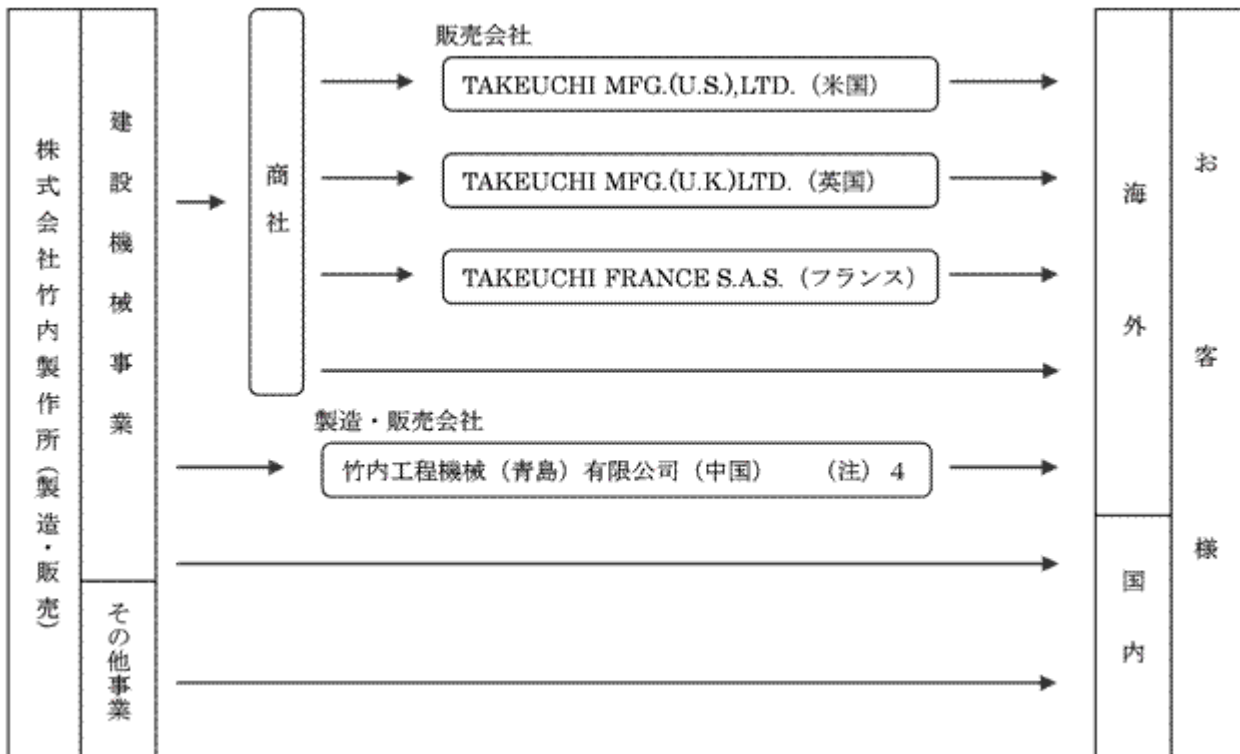 株式会社竹内製作所(製造・販売)
建設機械事業
その他事業
商社
販売会社
TAKEUCHI MFG.(U.S.),LTD.（米国）
TAKEUCHI MFG.(U.K.)LTD.（英国）
TAKEUCHI FRANCE S.A.S.（フランス）
製造・販売会社
竹内工程機械（青島）有限公司（中国）　（注）4
海外
国内
お客様